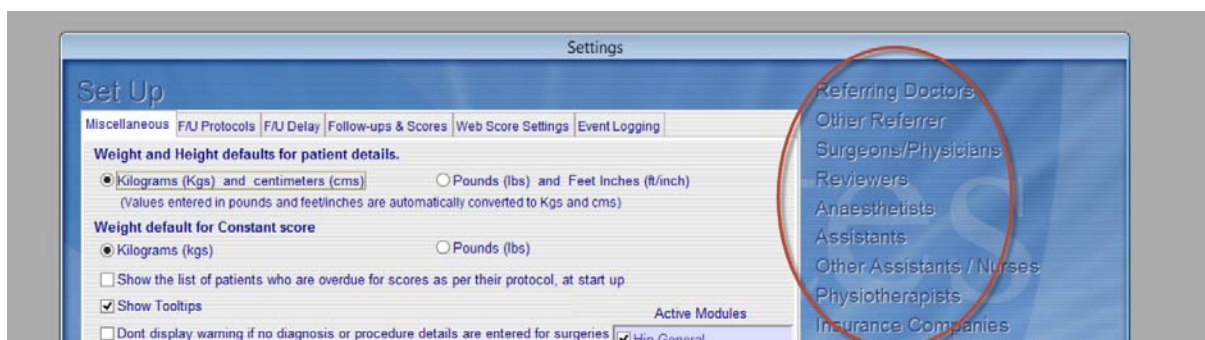 Settings
Set Up
Miscellaneous F/U Protocols F/U Delay Follow-ups & Scores Web Score Settings Event Logging
Weight and Height defaults for patient details.
Kilograms (Kgs) and centimeters (cms) Pounds (lbs) and Feet Inches (ft/inch)
(Values entered in pounds and feet/inches are automatically converted to Kgs and cms)
Weight default for Constant score
Kilograms (kgs) Pounds (lbs)
Show the list of patients who are overdue for scores as per their protocol, at start up
Show Tooltips
Active Modules
Dont display warning if no diagnosis or procedure details are entered for surgeries
Hip General
Referring Doctors
Other Referrer
Surgeons/Physicians
Reviewers
Anaesthetists
Assistants
Other Assistants / Nurses
Physiotherapists
Insurance Companies